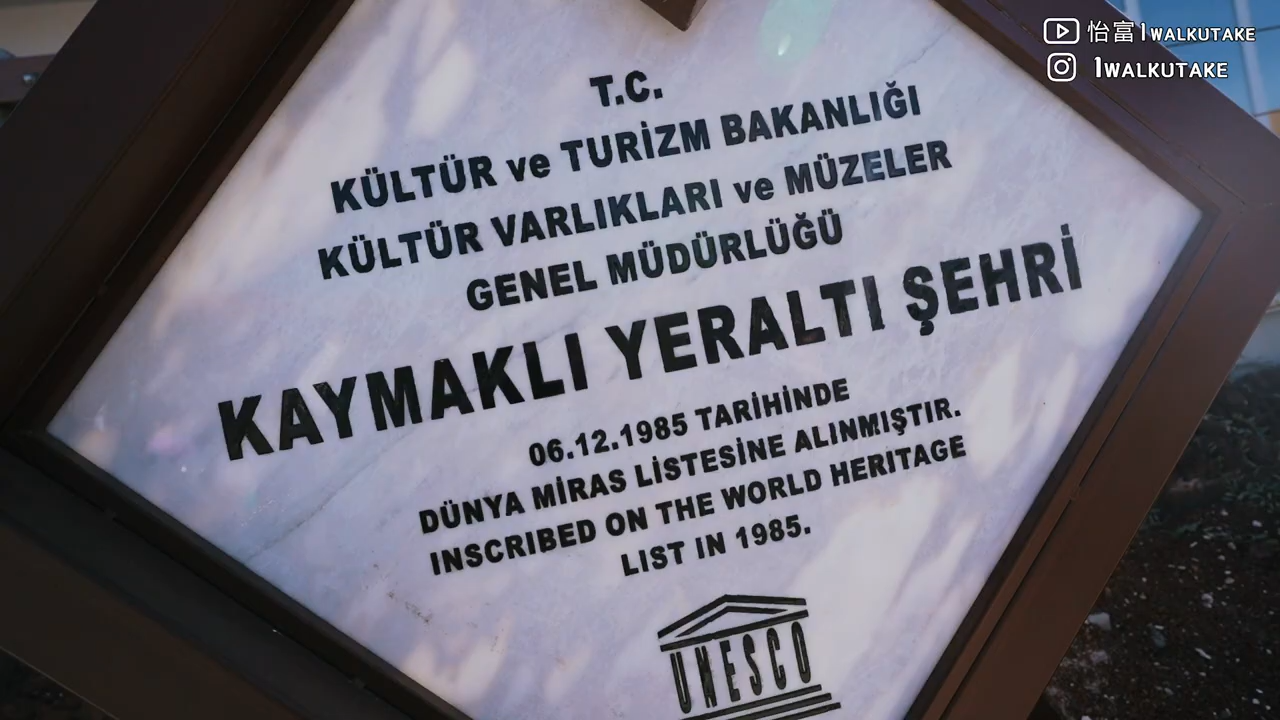 怡富1WALKUTAKE
1WALKUTAKE
T.C.
KÜLTÜR ve TURİZM BAKANLIĞI
KÜLTÜR VARLIKLARI ve MÜZELER
GENEL MÜDÜRLÜĞÜ
KAYMAKLI YERALTI ŞEHRİ
06.12.1985 TARİHİNDE
DÜNYA MİRAS LİSTESİNE ALINMIŞTIR.
INSCRIBED ON THE WORLD HERITAGE
LIST IN 1985.
UNESCO